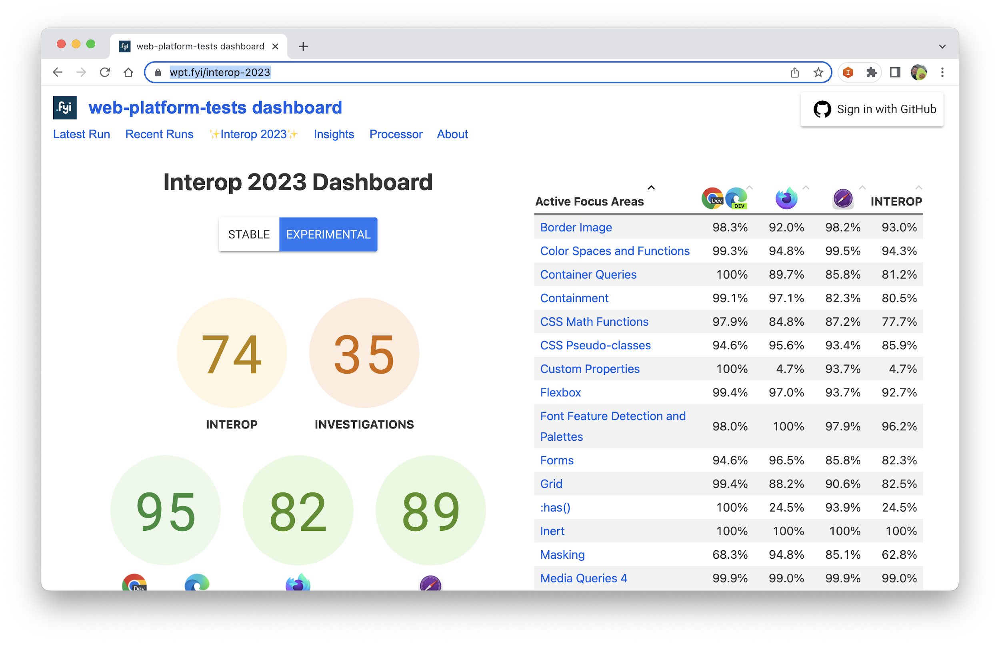 .fyi web-platform-tests dashboard
wpt.fyi/interop-2023
I
.fyi web-platform-tests dashboard
Sign in with GitHub
Latest Run Recent Runs ✨Interop 2023✨ Insights Processor About
Interop 2023 Dashboard
STABLE EXPERIMENTAL
74 35
INTEROP INVESTIGATIONS
95 82 89
Dev
Active Focus Areas Dev DEV INTEROP
Border Image 98.3% 92.0% 98.2% 93.0%
Color Spaces and Functions 99.3% 94.8% 99.5% 94.3%
Container Queries 100% 89.7% 85.8% 81.2%
Containment 99.1% 97.1% 82.3% 80.5%
CSS Math Functions 97.9% 84.8% 87.2% 77.7%
CSS Pseudo-classes 94.6% 95.6% 93.4% 85.9%
Custom Properties 100% 4.7% 93.7% 4.7%
Flexbox 99.4% 97.0% 93.7% 92.7%
Font Feature Detection and
Palettes 98.0% 100% 97.9% 96.2%
Forms 94.6% 96.5% 85.8% 82.3%
Grid 99.4% 88.2% 90.6% 82.5%
:has() 100% 24.5% 93.9% 24.5%
Inert 100% 100% 100% 100%
Masking 68.3% 94.8% 85.1% 62.8%
Media Queries 4 99.9% 99.0% 99.9% 99.0%